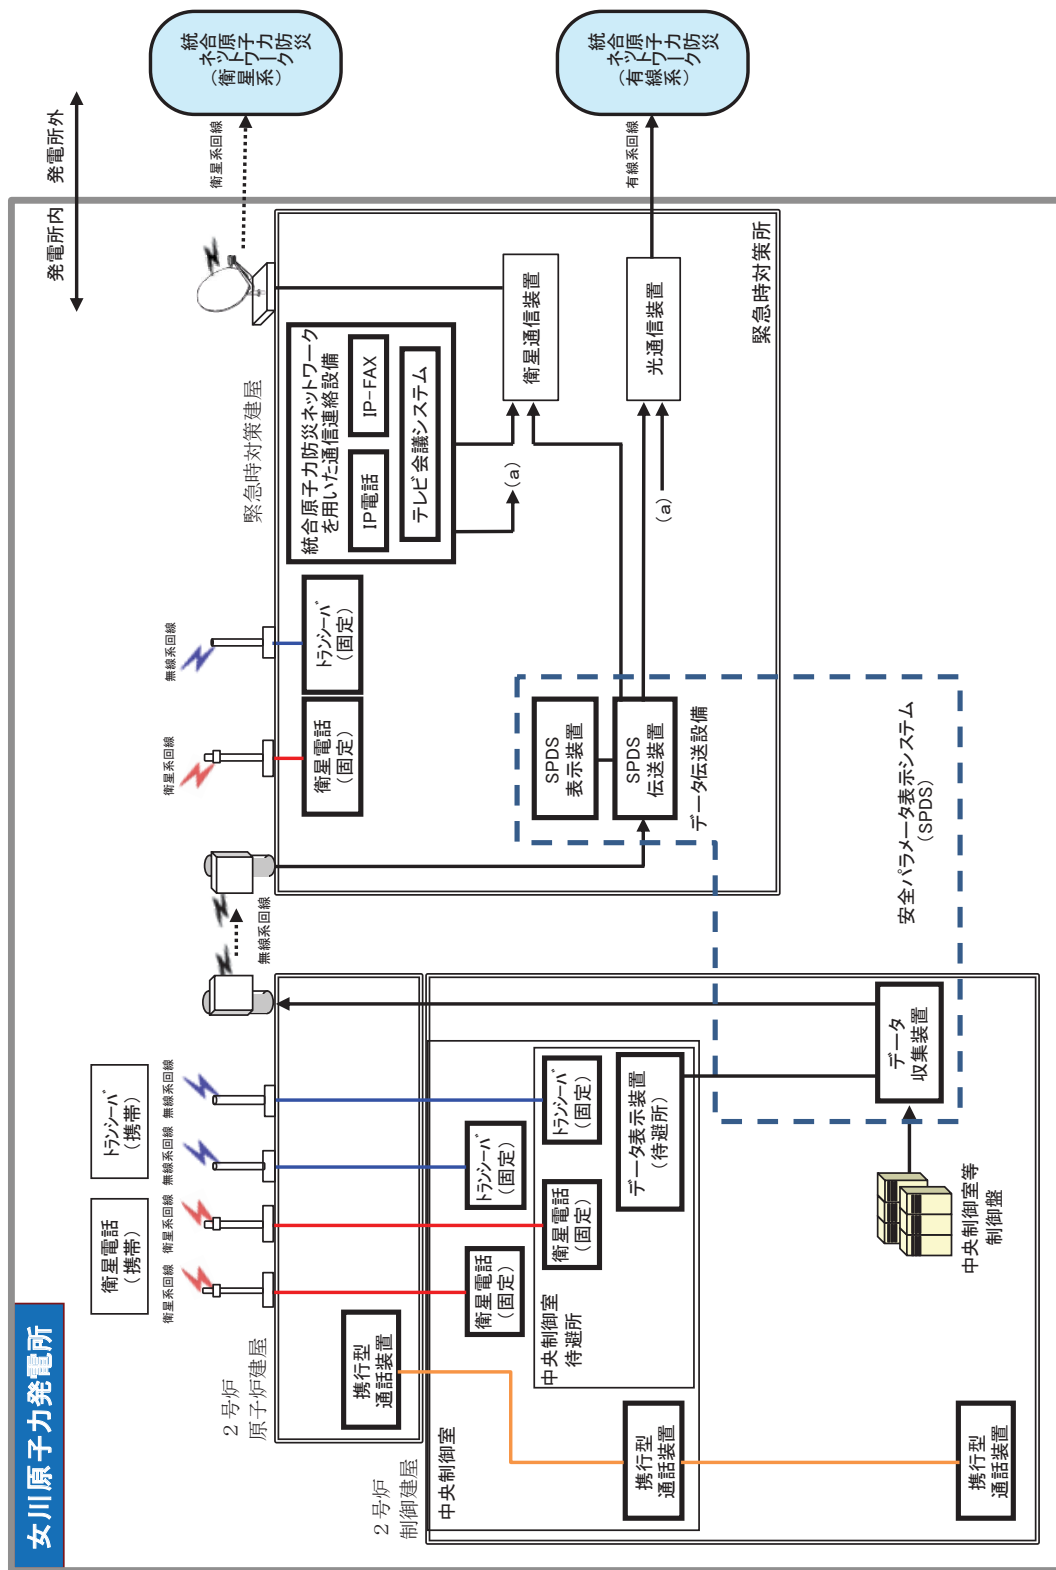 女川原子力発電所
発電所内
発電所外
統合原子力防災
ネットワーク
（衛星系）
統合原子力防災
ネットワーク
（有線系）
衛星系回線
有線系回線
衛星電話
（携帯）
トランシーバ
（携帯）
衛星系回線
衛星系回線
無線系回線
無線系回線
無線系回線
衛星系回線
無線系回線
２号炉
原子炉建屋
携行型
通話装置
２号炉
制御建屋
中央制御室
衛星電話
（固定）
トランシーバ
（固定）
中央制御室
待避所
衛星電話
（固定）
トランシーバ
（固定）
データ表示装置
（待避所）
携行型
通話装置
携行型
通話装置
中央制御室等
制御盤
データ
収集装置
安全パラメータ表示システム
（SPDS）
緊急時対策建屋
衛星電話
（固定）
トランシーバ
（固定）
統合原子力防災ネットワーク
を用いた通信連絡設備
IP電話
IP-FAX
テレビ会議システム
(a)
SPDS
表示装置
SPDS
伝送装置
データ伝送設備
(a)
衛星通信装置
光通信装置
緊急時対策所